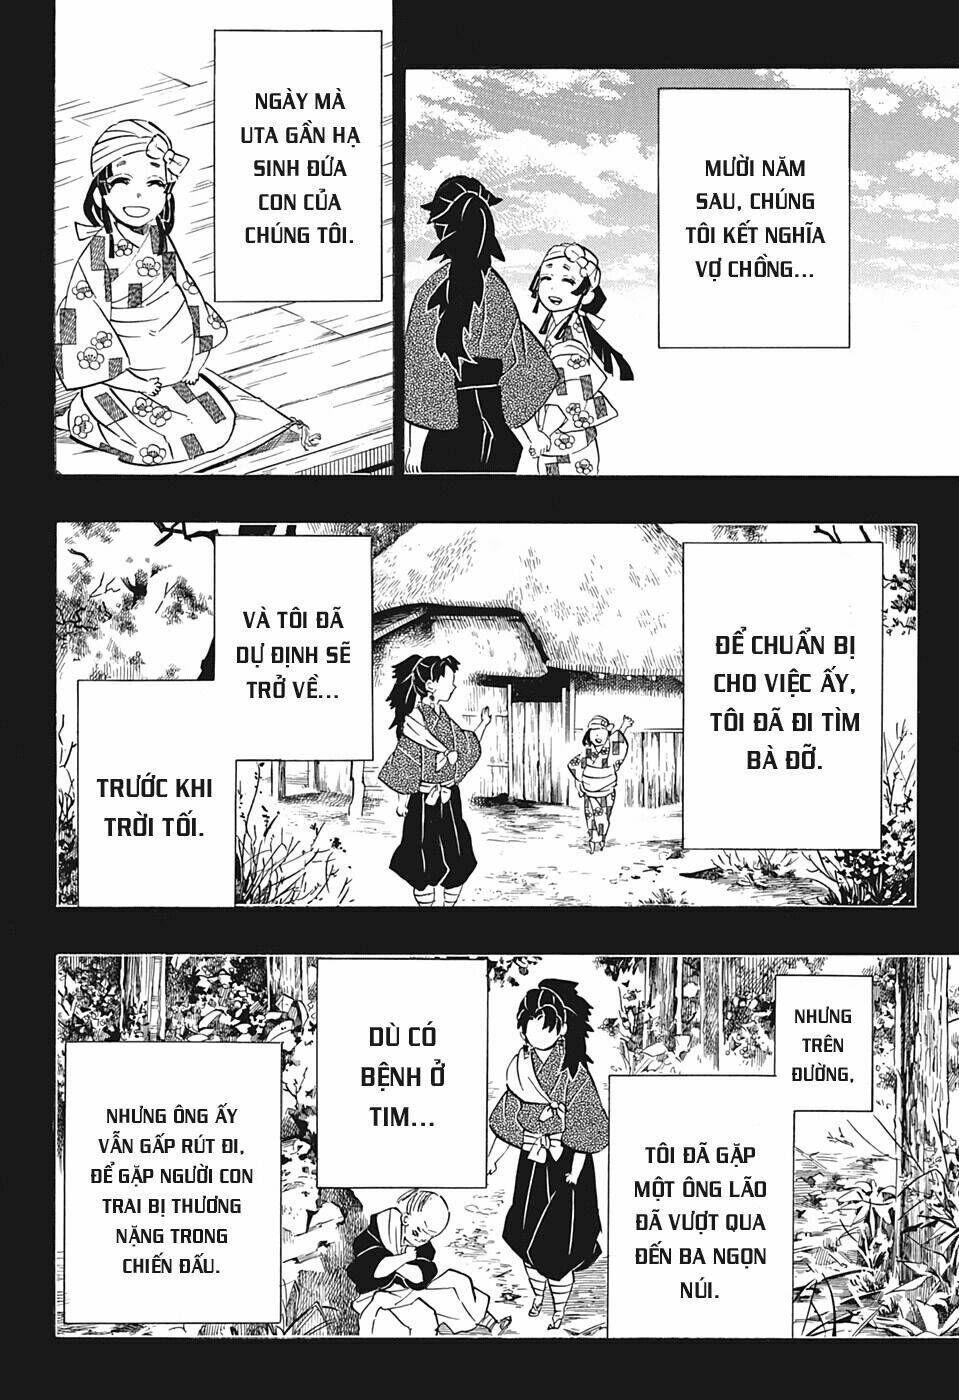 MƯỜI NĂM
SAU, CHÚNG
TÔI KẾT NGHĨA
VỢ CHỒNG...
NGÀY MÀ
UTA GẦN HẠ
SINH ĐỨA
CON CỦA
CHÚNG TÔI.
ĐỂ CHUẨN BỊ
CHO VIỆC ẤY,
TÔI ĐÃ ĐI TÌM
BÀ ĐỠ.
VÀ TÔI ĐÃ
DỰ ĐỊNH SẼ
TRỞ VỀ...
TRƯỚC KHI
TRỜI TỐI.
NHƯNG
TRÊN
ĐƯỜNG,
TÔI ĐÃ GẶP
MỘT ÔNG LÃO
ĐÃ VƯỢT QUA
ĐẾN BA NGỌN
NÚI.
DÙ CÓ
BỆNH Ở
TIM...
NHƯNG ÔNG ẤY
VẪN GẤP RÚT ĐI,
ĐỂ GẶP NGƯỜI CON
TRAI BỊ THƯƠNG
NẶNG TRONG
CHIẾN ĐẤU.